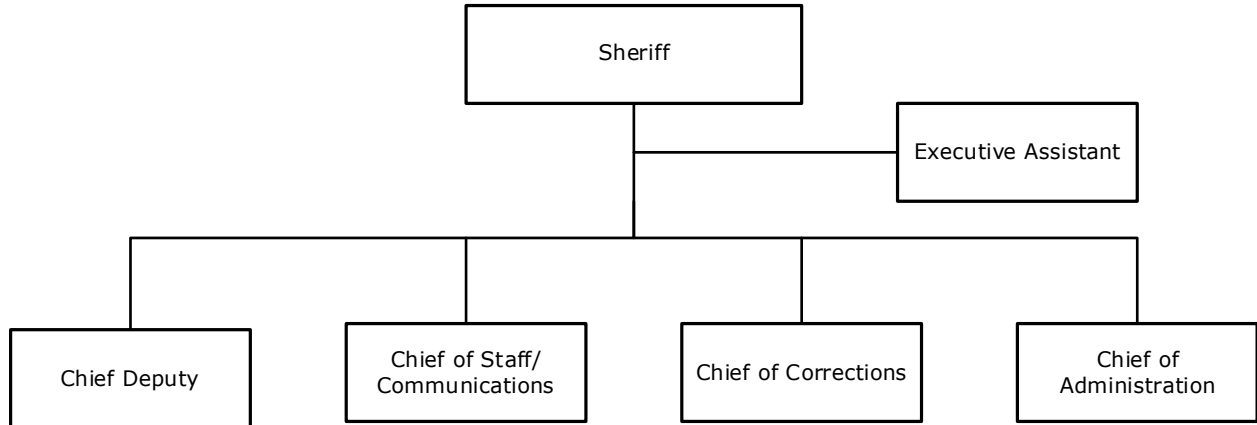 Sheriff
Executive Assistant
Chief Deputy
Chief of Staff/
Communications
Chief of Corrections
Chief of
Administration